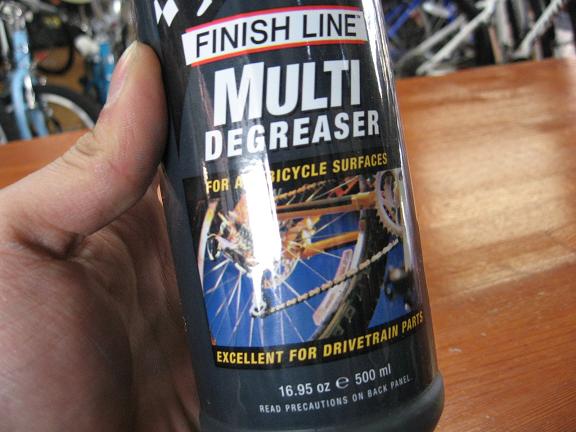 FINISH LINE™
MULTI
DEGREASER
FOR BICYCLE SURFACES
EXCELLENT FOR DRIVETRAIN PARTS
16.95 oz ℮ 500 ml
READ PRECAUTIONS ON BACK PANEL